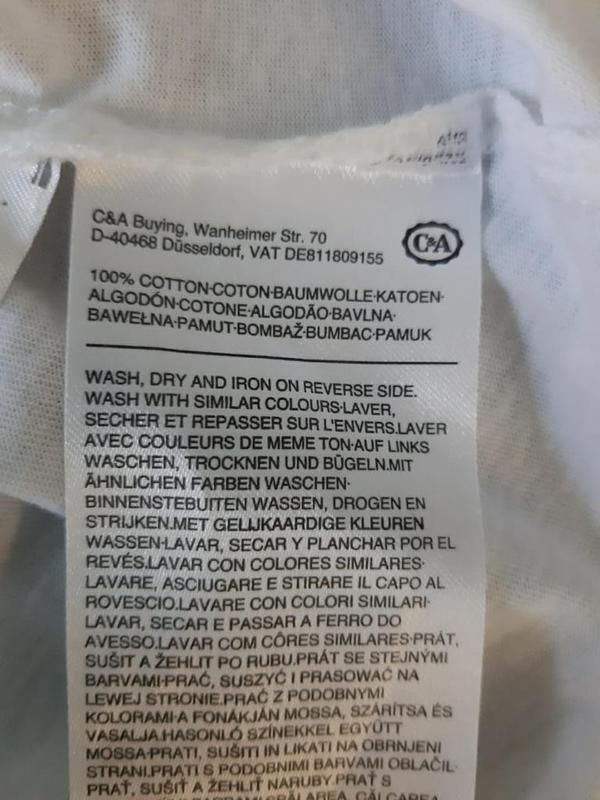 C&A Buying, Wanheimer Str. 70
D-40468 Düsseldorf, VAT DE811809155
C&A
100% COTTON·COTON·BAUMWOLLE·KATOEN·
ALGODÓN·COTONE·ALGODÃO·BAVLNA·
BAWEŁNA·PAMUT·BOMBAŽ·BUMBAC·PAMUK
WASH, DRY AND IRON ON REVERSE SIDE.
WASH WITH SIMILAR COLOURS·LAVER,
SECHER ET REPASSER SUR L'ENVERS.LAVER
AVEC COULEURS DE MEME TON·AUF LINKS
WASCHEN, TROCKNEN UND BÜGELN.MIT
ÄHNLICHEN FARBEN WASCHEN·
BINNENSTEBUITEN WASSEN, DROGEN EN
STRIJKEN.MET GELIJKAARDIGE KLEUREN
WASSEN·LAVAR, SECAR Y PLANCHAR POR EL
REVÉS.LAVAR CON COLORES SIMILARES·
LAVARE, ASCIUGARE E STIRARE IL CAPO AL
ROVESCIO.LAVARE CON COLORI SIMILARI·
LAVAR, SECAR E PASSAR A FERRO DO
AVESSO.LAVAR COM CÔRES SIMILARES·PRÁT,
SUŠIT A ŽEHLIT PO RUBU.PRÁT SE STEJNÝMI
BARVAMI·PRAĆ, SUSZYĆ I PRASOWAĆ NA
LEWEJ STRONIE.PRAĆ Z PODOBNYMI
KOLORAMI·A FONÁKJÁN MOSSA, SZÁRÍTSA ÉS
VASALJA.HASONLÓ SZÍNEKKEL EGYÜTT
MOSSA·PRATI, SUŠITI IN LIKATI NA OBRNJENI
STRANI.PRATI S PODOBNIMI BARVAMI OBLAČIL·
PRAŤ, SUŠIŤ A ŽEHLIŤ NARUBY.PRAŤ S